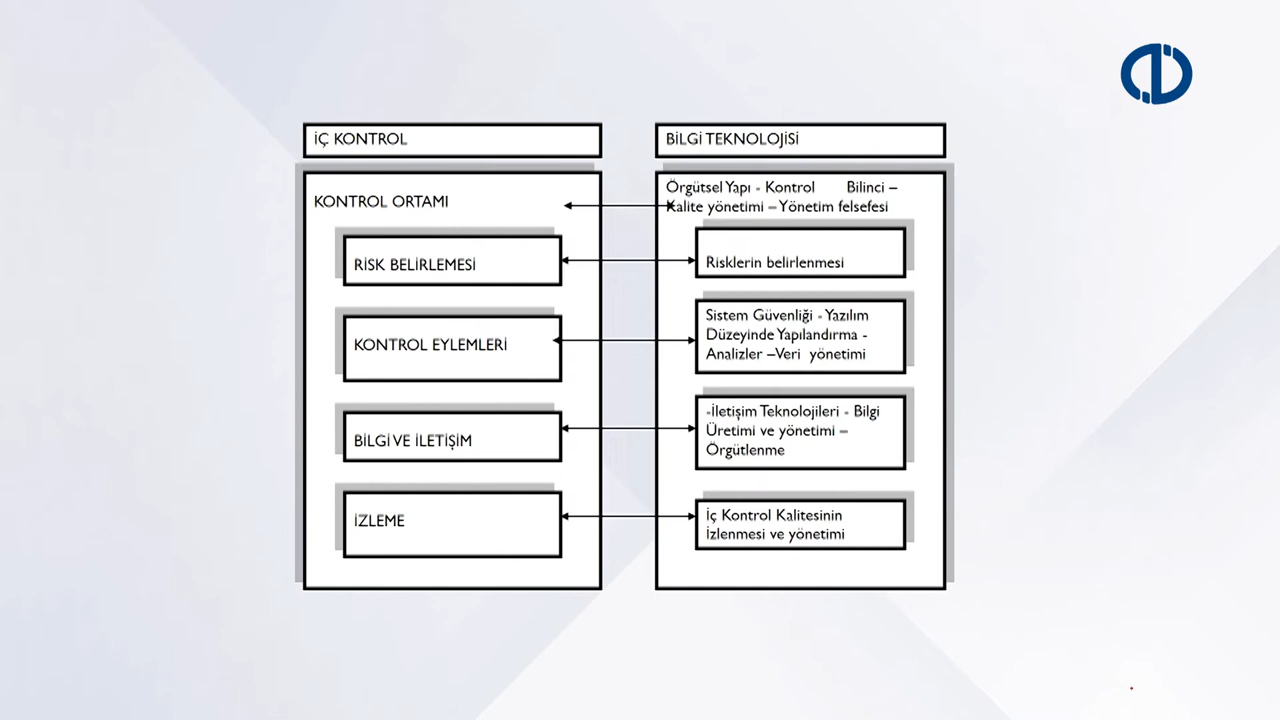 İÇ KONTROL
KONTROL ORTAMI
RİSK BELİRLEMESİ
KONTROL EYLEMLERİ
BİLGİ VE İLETİŞİM
İZLEME
BİLGİ TEKNOLOJİSİ
Örgütsel Yapı - Kontrol Bilinci –
Kalite yönetimi – Yönetim felsefesi
Risklerin belirlenmesi
Sistem Güvenliği - Yazılım
Düzeyinde Yapılandırma -
Analizler –Veri yönetimi
-İletişim Teknolojileri - Bilgi
Üretimi ve yönetimi –
Örgütlenme
İç Kontrol Kalitesinin
İzlenmesi ve yönetimi